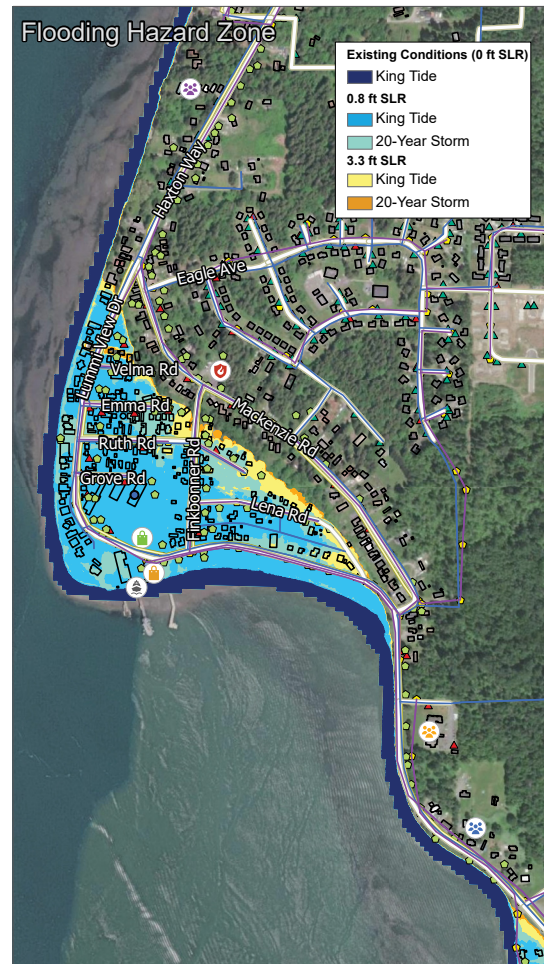 Flooding Hazard Zone
Existing Conditions (0 ft SLR)
King Tide
0.8 ft SLR
King Tide
20-Year Storm
3.3 ft SLR
King Tide
20-Year Storm
Haxton Way
Eagle Ave
Lummi View Dr
Velma Rd
Emma Rd
Mackenzie Rd
Ruth Rd
Finkbonner Rd
Grove Rd
Lena Rd